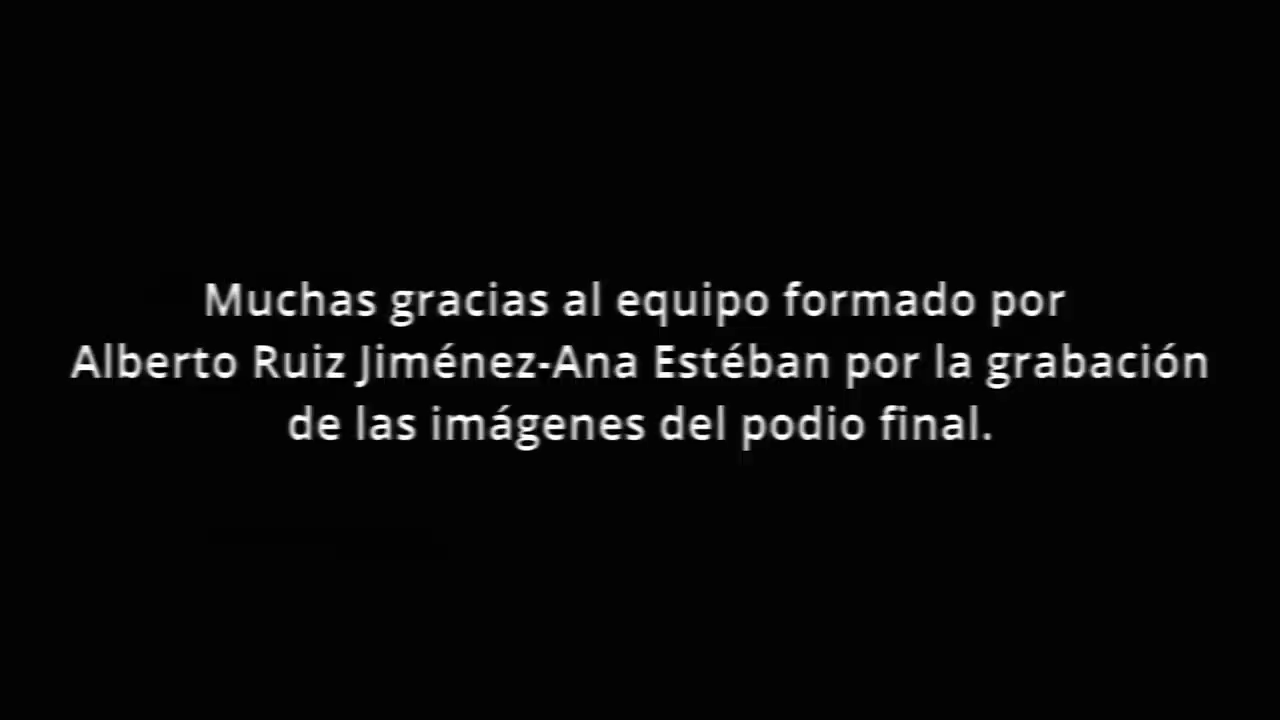 Muchas gracias al equipo formado por
Alberto Ruiz Jiménez-Ana Estéban por la grabación
de las imágenes del podio final.